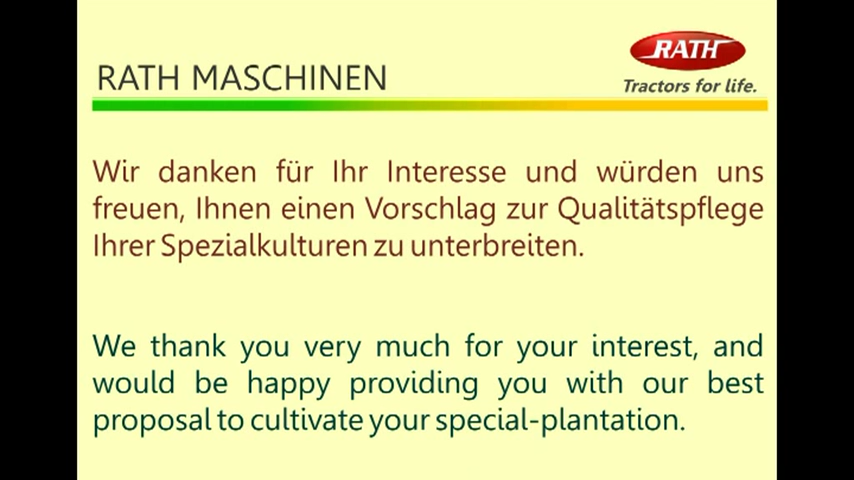 RATH MASCHINEN
RATH
Tractors for life.
Wir danken für Ihr Interesse und würden uns
freuen, Ihnen einen Vorschlag zur Qualitätspflege
Ihrer Spezialkulturen zu unterbreiten.
We thank you very much for your interest, and
would be happy providing you with our best
proposal to cultivate your special-plantation.